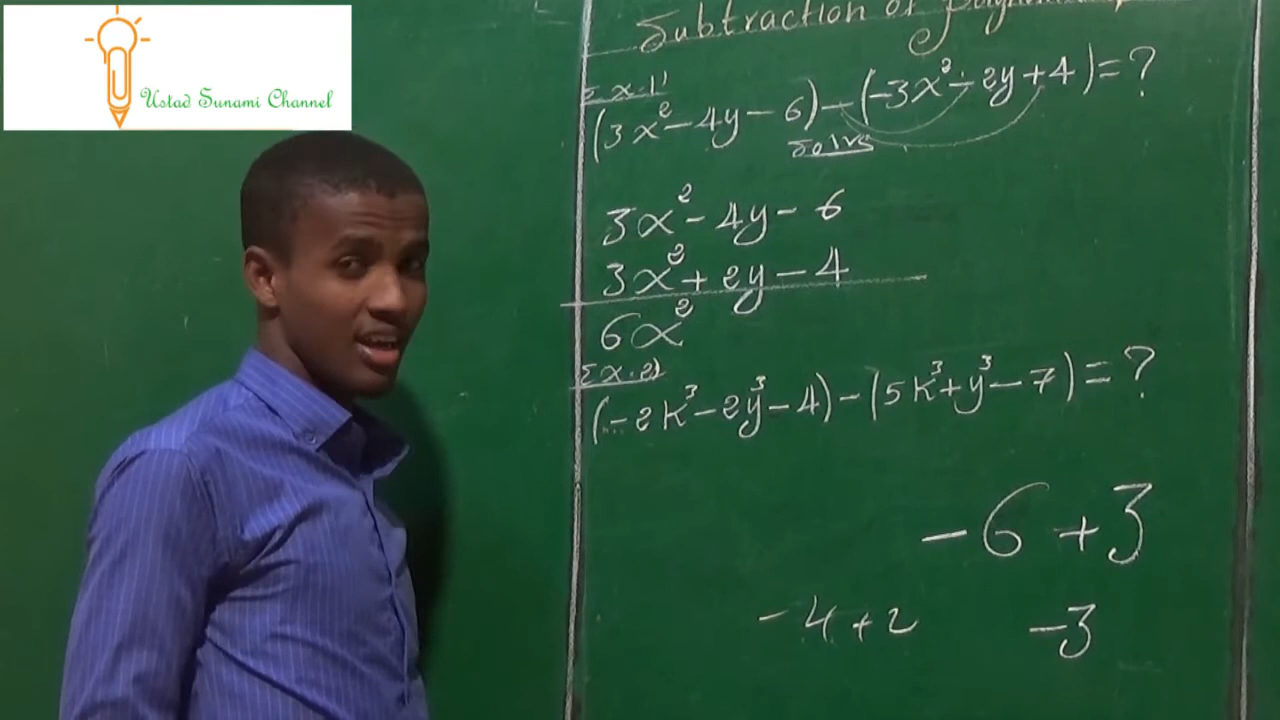 Ustad Sunami Channel
Subtraction of
Ex.1)
(3x²-4y-6)-(-3x²-2y+4)=?
Solve
3x²-4y-6
3x²+2y-4
6x²
Ex.2)
(-2k³-2y³-4)-(5k³+y³-7)=?
-6+3
-4+2 -3